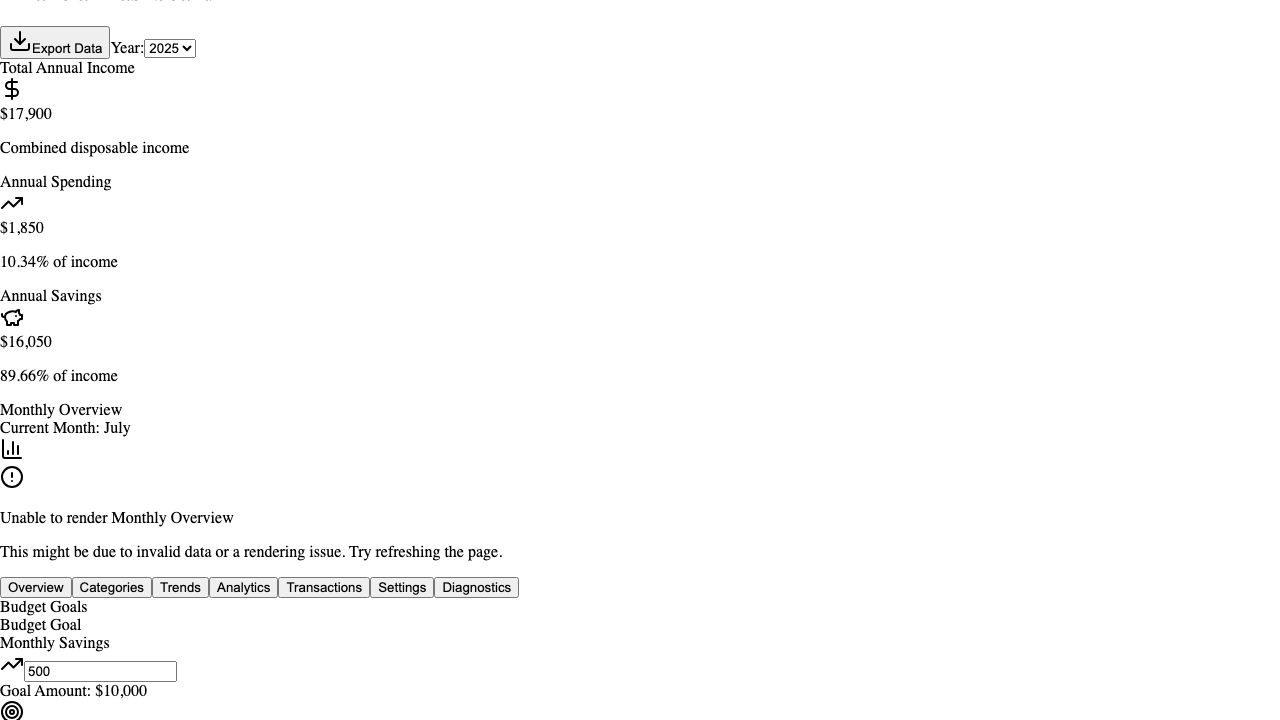 Export Data Year: 2025
Total Annual Income
$17,900
Combined disposable income
Annual Spending
$1,850
10.34% of income
Annual Savings
$16,050
89.66% of income
Monthly Overview
Current Month: July
Unable to render Monthly Overview
This might be due to invalid data or a rendering issue. Try refreshing the page.
Overview Categories Trends Analytics Transactions Settings Diagnostics
Budget Goals
Budget Goal
Monthly Savings
500
Goal Amount: $10,000